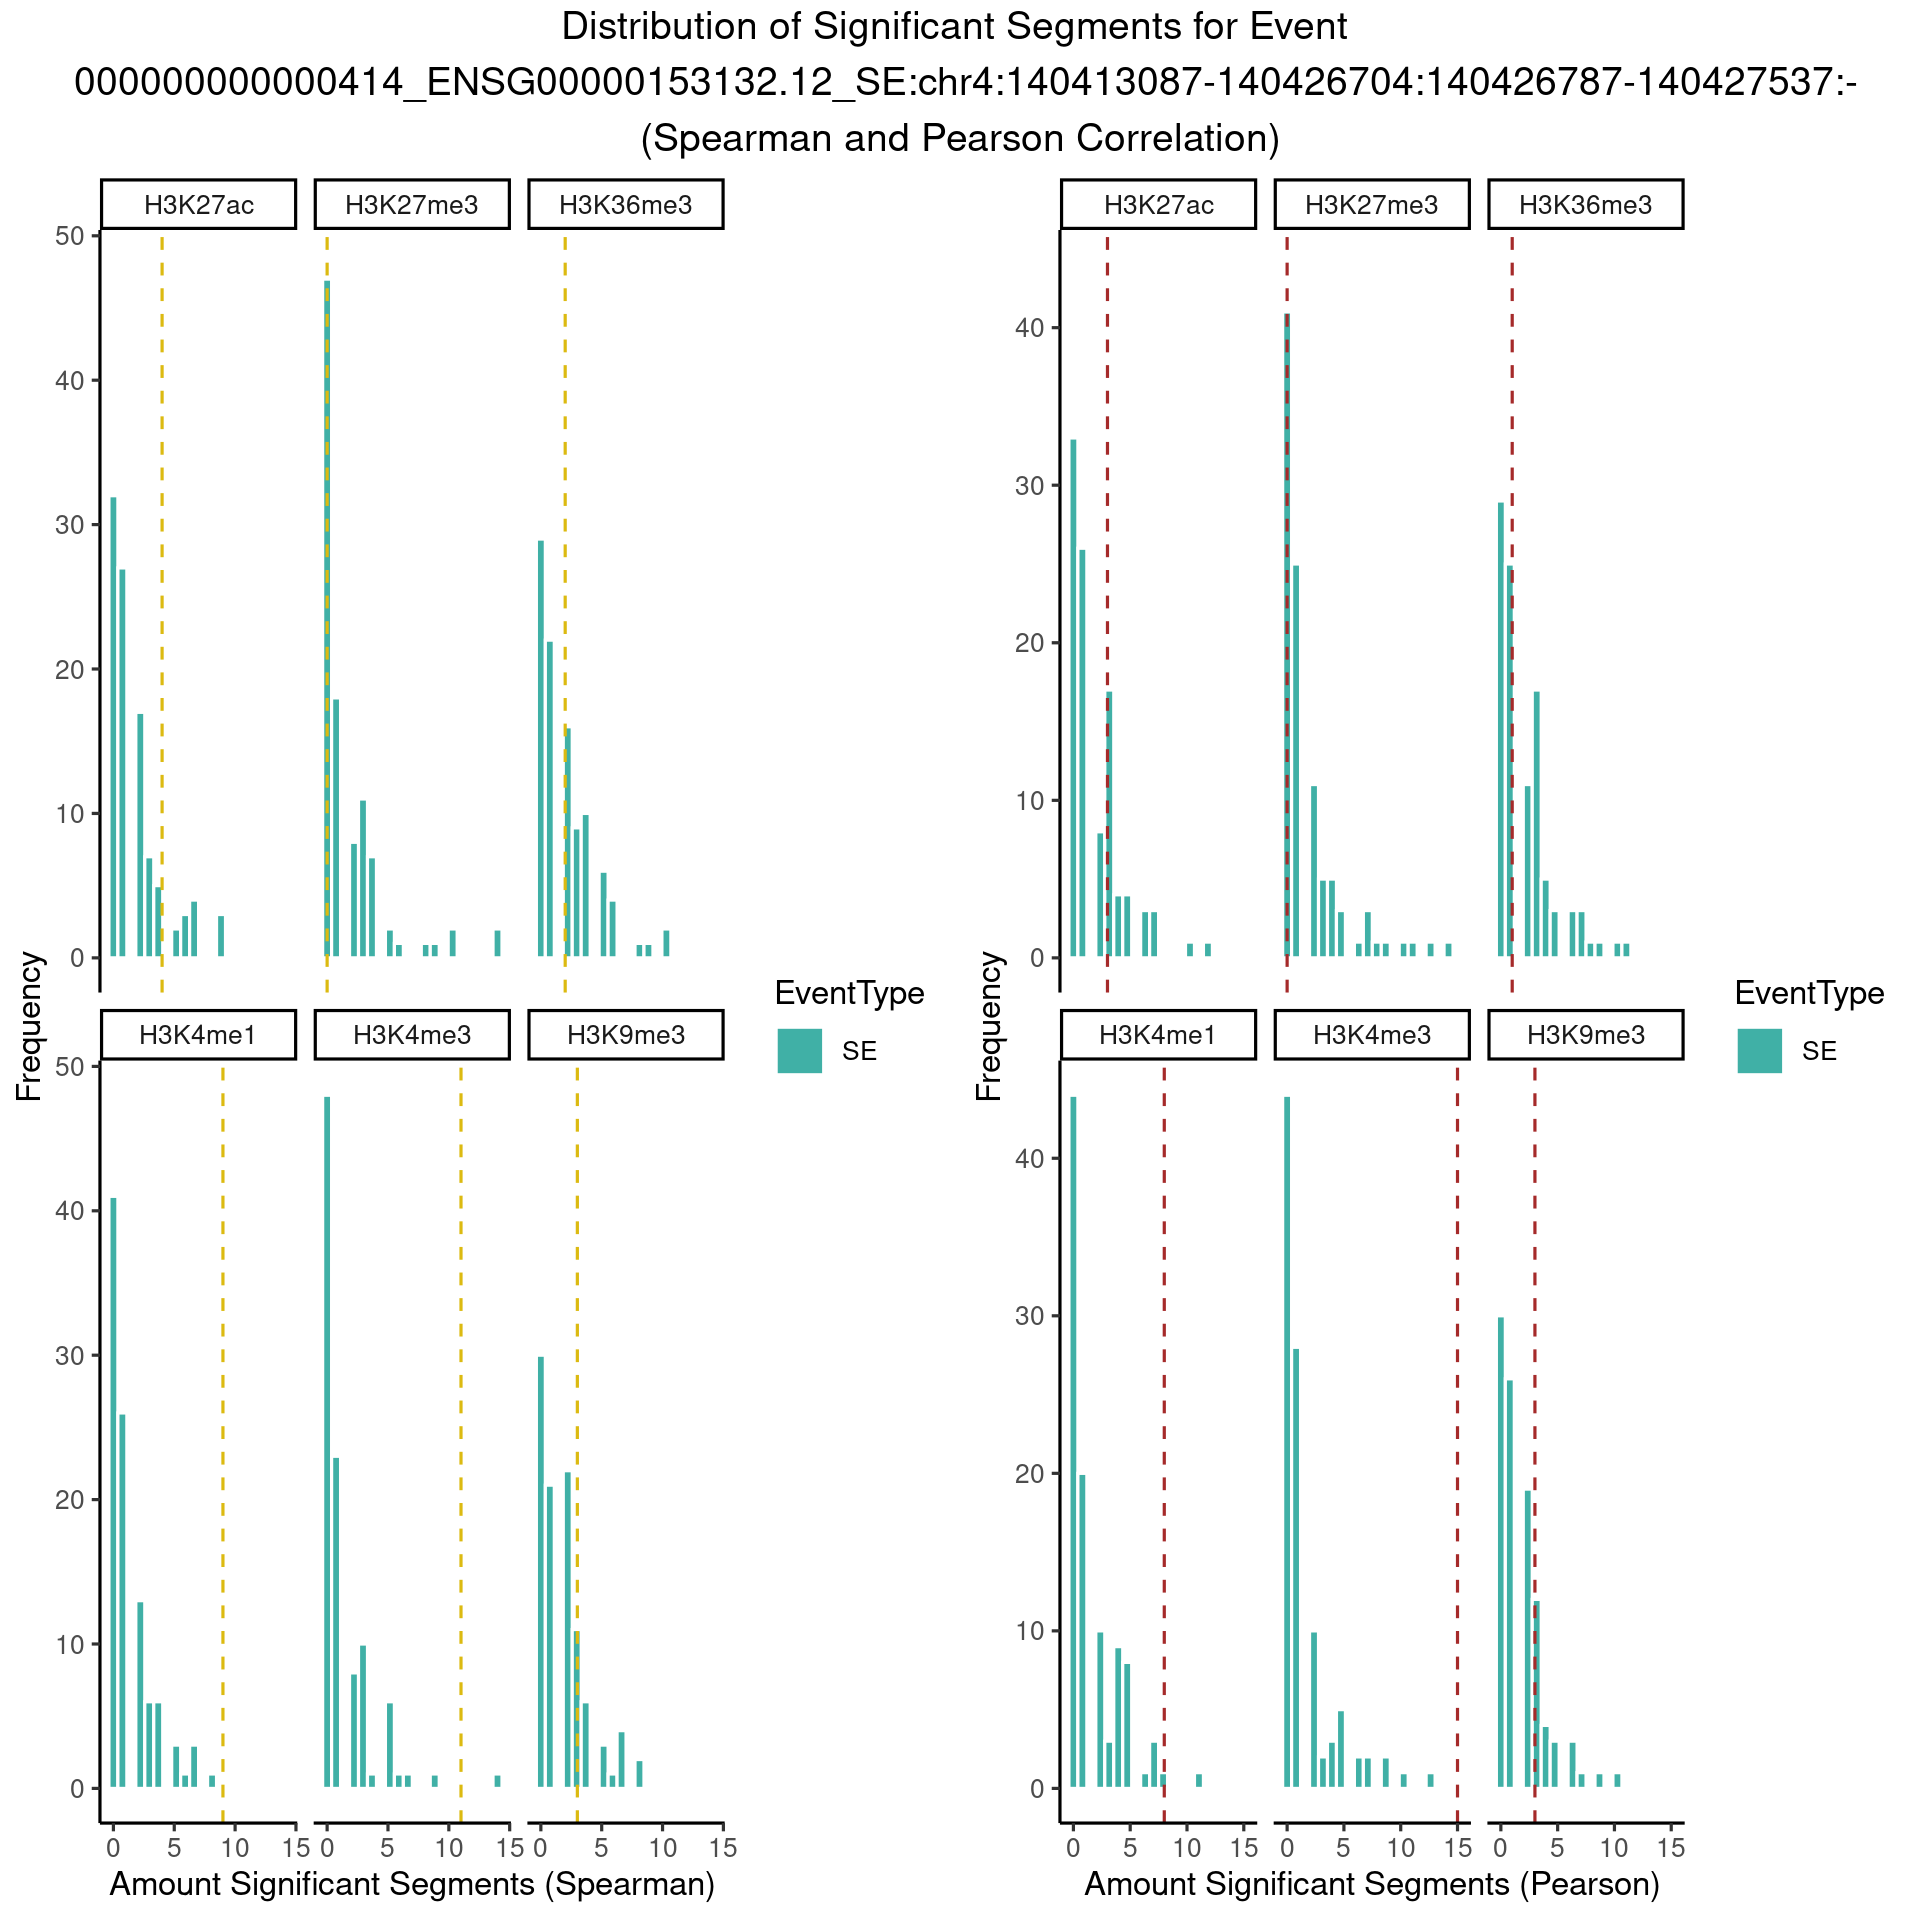 Distribution of Significant Segments for Event
000000000000414_ENSG00000153132.12_SE:chr4:140413087-140426704:140426787-140427537:-
(Spearman and Pearson Correlation)
H3K27ac H3K27me3 H3K36me3
50
40
30
20
10
0
H3K4me1 H3K4me3 H3K9me3
50
40
30
20
10
0
0 5 10 15 0 5 10 15 0 5 10 15
Frequency
Amount Significant Segments (Spearman)
EventType
SE
H3K27ac H3K27me3 H3K36me3
40
30
20
10
0
H3K4me1 H3K4me3 H3K9me3
40
30
20
10
0
0 5 10 15 0 5 10 15 0 5 10 15
Frequency
Amount Significant Segments (Pearson)
EventType
SE